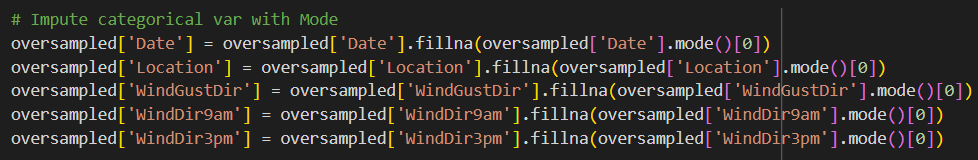 # Impute categorical var with Mode
oversampled['Date'] = oversampled['Date'].fillna(oversampled['Date'].mode()[0])
oversampled['Location'] = oversampled['Location'].fillna(oversampled['Location'].mode()[0])
oversampled['WindGustDir'] = oversampled['WindGustDir'].fillna(oversampled['WindGustDir'].mode()[0])
oversampled['WindDir9am'] = oversampled['WindDir9am'].fillna(oversampled['WindDir9am'].mode()[0])
oversampled['WindDir3pm'] = oversampled['WindDir3pm'].fillna(oversampled['WindDir3pm'].mode()[0])